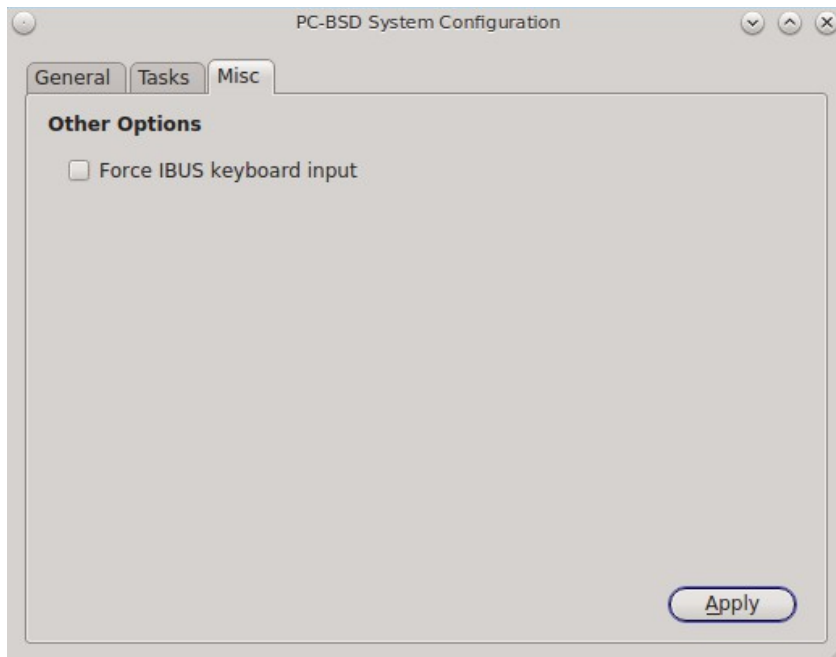 PC-BSD System Configuration
General Tasks Misc
Other Options
Force IBUS keyboard input
Apply